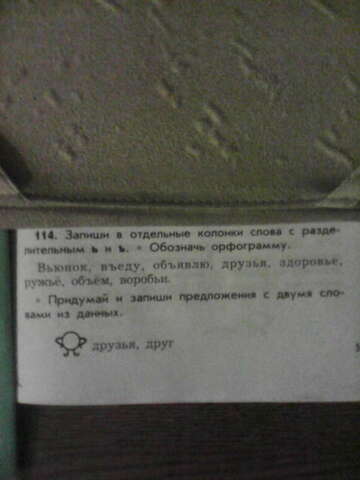 114. Запиши в отдельные колонки слова с разде-
лительным ъ и ь. • Обозначь орфограмму.
Вьюнок, въеду, объявлю, друзья, здоровье,
ружьё, объём, воробьи.
• Придумай и запиши предложения с двумя сло-
вами из данных.
друзья, друг